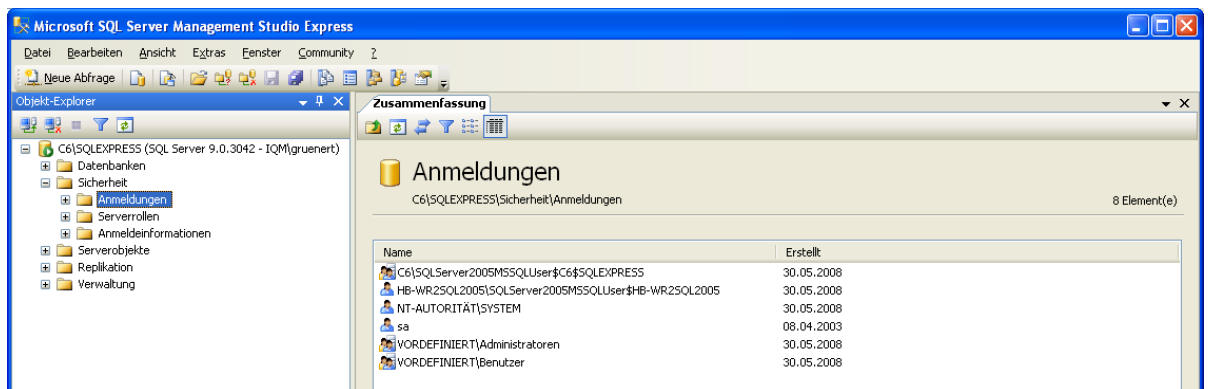 Microsoft SQL Server Management Studio Express
Datei Bearbeiten Ansicht Extras Fenster Community ?
Neue Abfrage
Objekt-Explorer
C6\SQLEXPRESS (SQL Server 9.0.3042 - IQM\gruenert)
Datenbanken
Sicherheit
Anmeldungen
Serverrollen
Anmeldeinformationen
Serverobjekte
Replikation
Verwaltung
Zusammenfassung
Anmeldungen
C6\SQLEXPRESS\Sicherheit\Anmeldungen
8 Element(e)
Name Erstellt
C6\SQLServer2005MSSQLUser$C6$SQLEXPRESS 30.05.2008
HB-WR2SQL2005\SQLServer2005MSSQLUser$HB-WR2SQL2005 30.05.2008
NT-AUTORITÄT\SYSTEM 30.05.2008
sa 08.04.2003
VORDEFINIERT\Administratoren 30.05.2008
VORDEFINIERT\Benutzer 30.05.2008